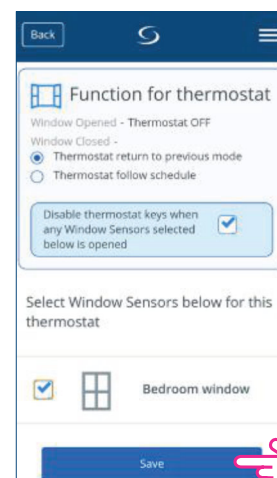 Back
Function for thermostat
Window Opened - Thermostat OFF
Window Closed -
Thermostat return to previous mode
Thermostat follow schedule
Disable thermostat keys when
any Window Sensors selected
below is opened
Select Window Sensors below for this
thermostat
Bedroom window
Save